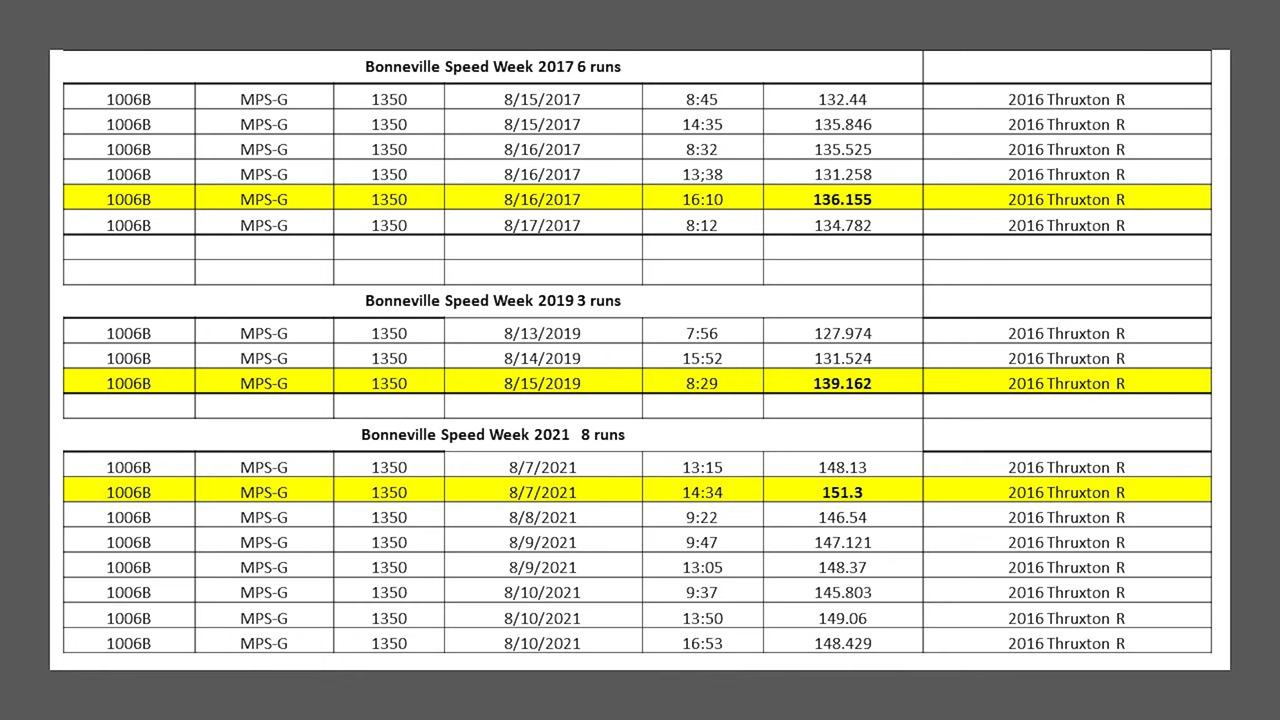 Bonneville Speed Week 2017 6 runs
1006B MPS-G 1350 8/15/2017 8:45 132.44 2016 Thruxton R
1006B MPS-G 1350 8/15/2017 14:35 135.846 2016 Thruxton R
1006B MPS-G 1350 8/16/2017 8:32 135.525 2016 Thruxton R
1006B MPS-G 1350 8/16/2017 13;38 131.258 2016 Thruxton R
1006B MPS-G 1350 8/16/2017 16:10 136.155 2016 Thruxton R
1006B MPS-G 1350 8/17/2017 8:12 134.782 2016 Thruxton R
Bonneville Speed Week 2019 3 runs
1006B MPS-G 1350 8/13/2019 7:56 127.974 2016 Thruxton R
1006B MPS-G 1350 8/14/2019 15:52 131.524 2016 Thruxton R
1006B MPS-G 1350 8/15/2019 8:29 139.162 2016 Thruxton R
Bonneville Speed Week 2021 8 runs
1006B MPS-G 1350 8/7/2021 13:15 148.13 2016 Thruxton R
1006B MPS-G 1350 8/7/2021 14:34 151.3 2016 Thruxton R
1006B MPS-G 1350 8/8/2021 9:22 146.54 2016 Thruxton R
1006B MPS-G 1350 8/9/2021 9:47 147.121 2016 Thruxton R
1006B MPS-G 1350 8/9/2021 13:05 148.37 2016 Thruxton R
1006B MPS-G 1350 8/10/2021 9:37 145.803 2016 Thruxton R
1006B MPS-G 1350 8/10/2021 13:50 149.06 2016 Thruxton R
1006B MPS-G 1350 8/10/2021 16:53 148.429 2016 Thruxton R